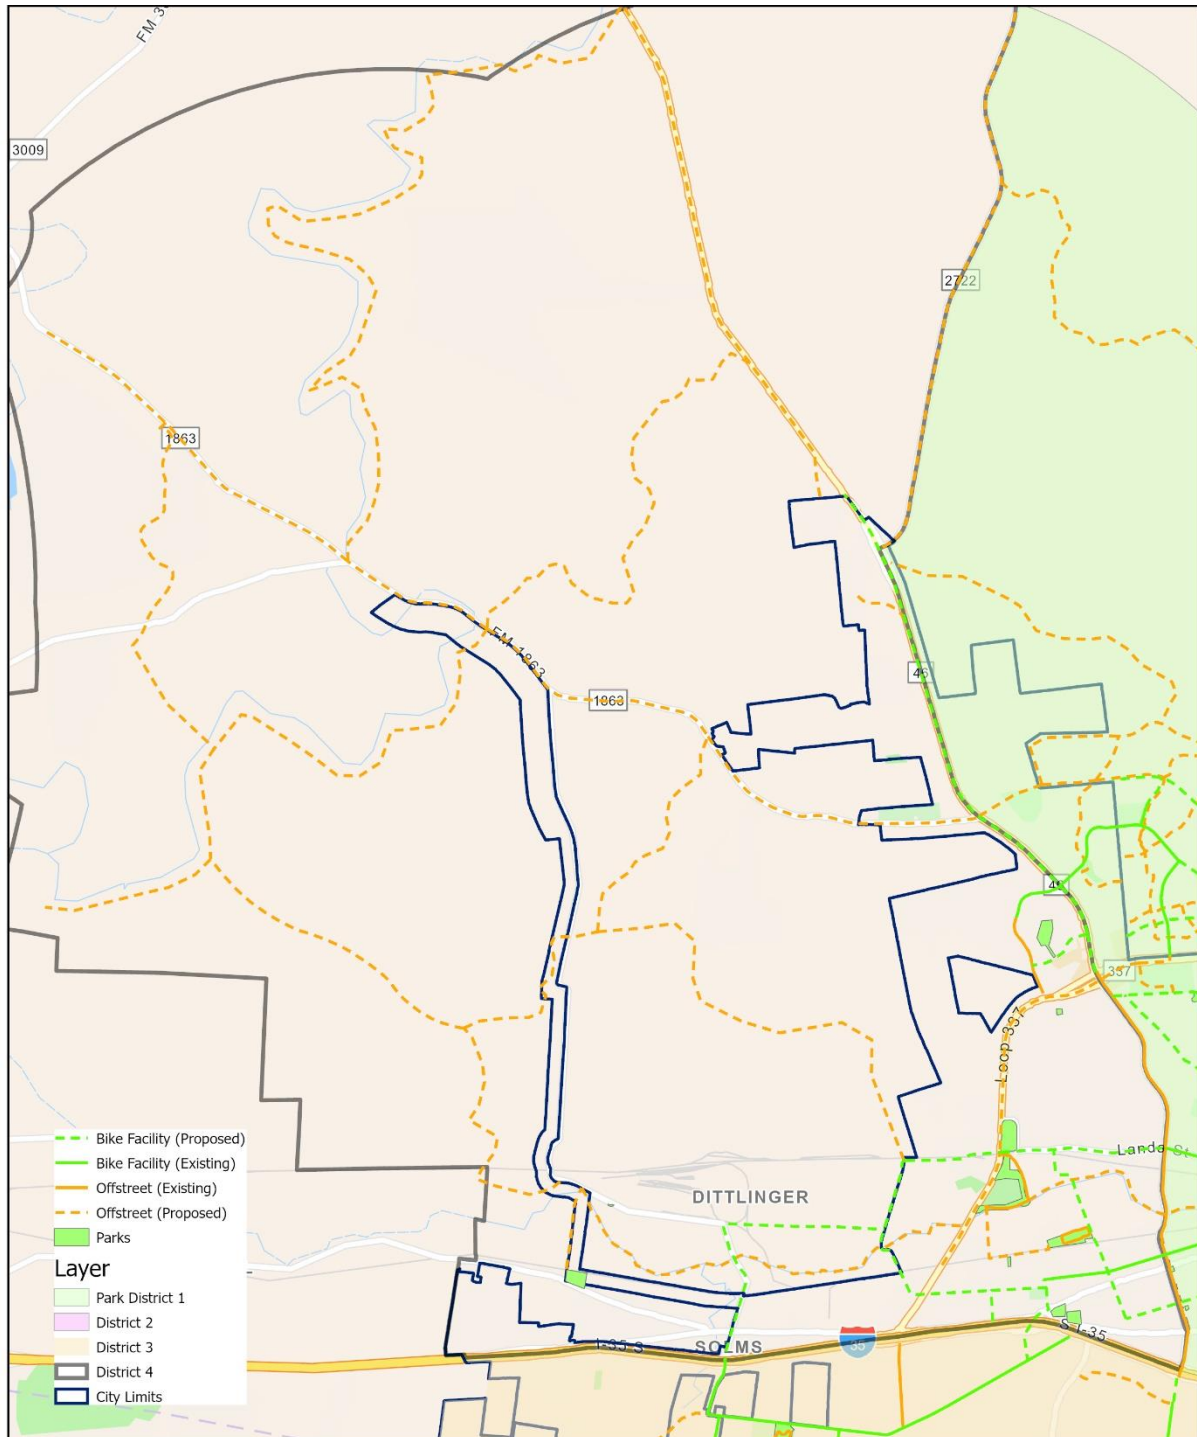 FM 30
3009
2722
1863
FM 1863
1863
46
46
337
Loop 337
Landa St
DITTLINGER
SOLMS
I-35 S
35
S I-35
Bike Facility (Proposed)
Bike Facility (Existing)
Offstreet (Existing)
Offstreet (Proposed)
Parks
Layer
Park District 1
District 2
District 3
District 4
City Limits